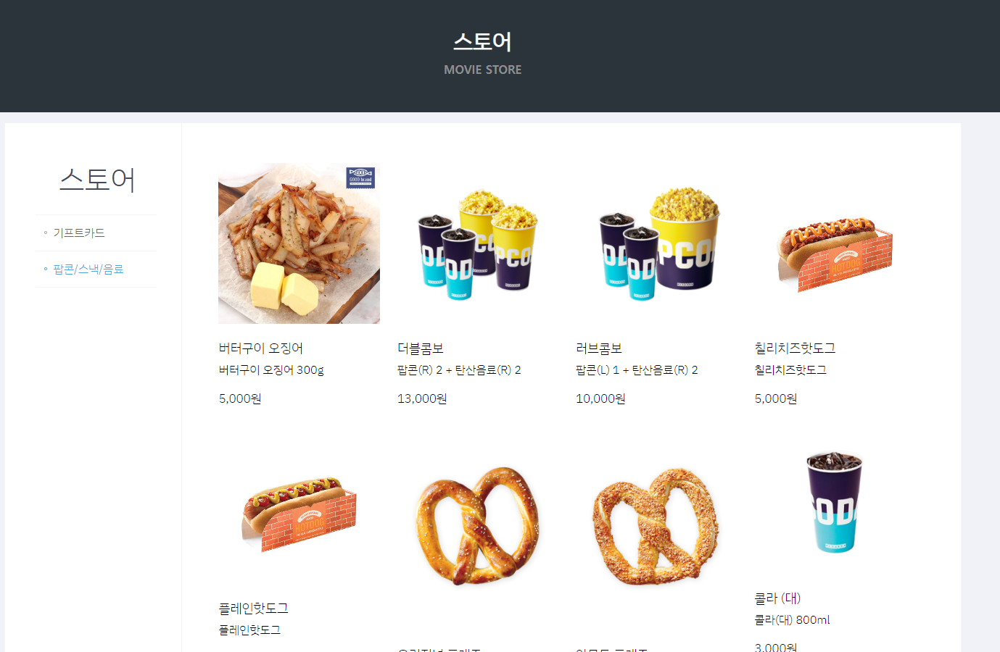 스토어
MOVIE STORE
스토어
기프트카드
팝콘/스낵/음료
GOOD brand
버터구이 오징어
버터구이 오징어 300g
5,000원
더블콤보
팝콘(R) 2 + 탄산음료(R) 2
13,000원
러브콤보
팝콘(L) 1 + 탄산음료(R) 2
10,000원
칠리치즈핫도그
칠리치즈핫도그
5,000원
HOTDOG
플레인핫도그
플레인핫도그
콜라 (대)
콜라(대) 800ml
3,000원